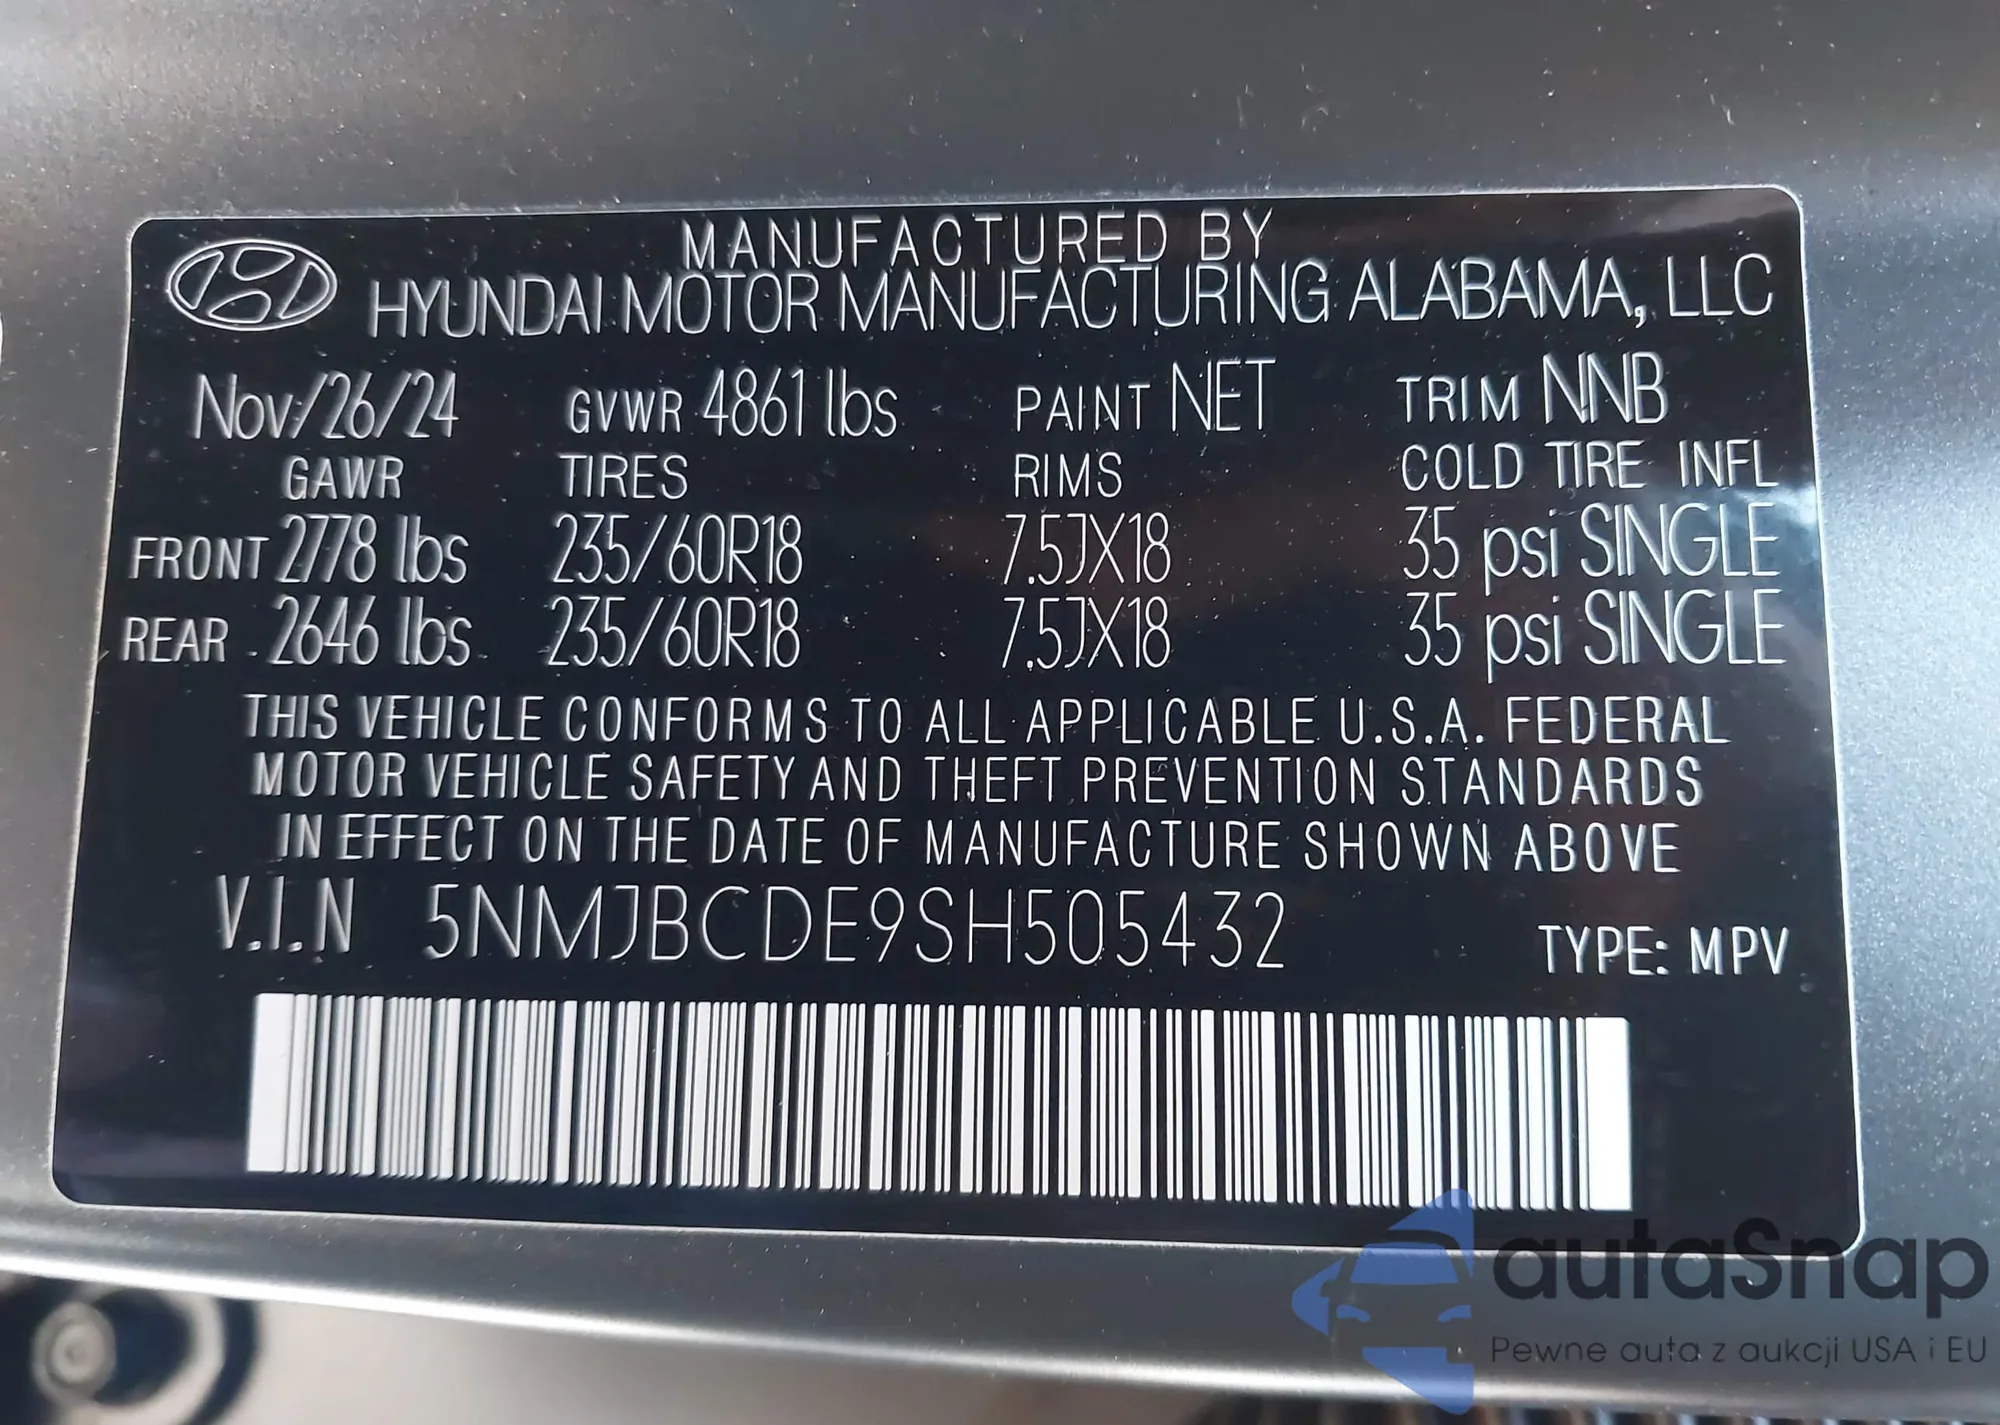 MANUFACTURED BY
HYUNDAI MOTOR MANUFACTURING ALABAMA, LLC
Nov/26/24 GVWR 4861 lbs PAINT NET TRIM NNB
GAWR TIRES RIMS COLD TIRE INFL
FRONT 2778 lbs 235/60R18 7.5JX18 35 psi SINGLE
REAR 2646 lbs 235/60R18 7.5JX18 35 psi SINGLE
THIS VEHICLE CONFORMS TO ALL APPLICABLE U.S.A. FEDERAL
MOTOR VEHICLE SAFETY AND THEFT PREVENTION STANDARDS
IN EFFECT ON THE DATE OF MANUFACTURE SHOWN ABOVE
V.I.N 5NMJBCDE9SH505432 TYPE: MPV
autaSnap
Pewne auta z aukcji USA i EU